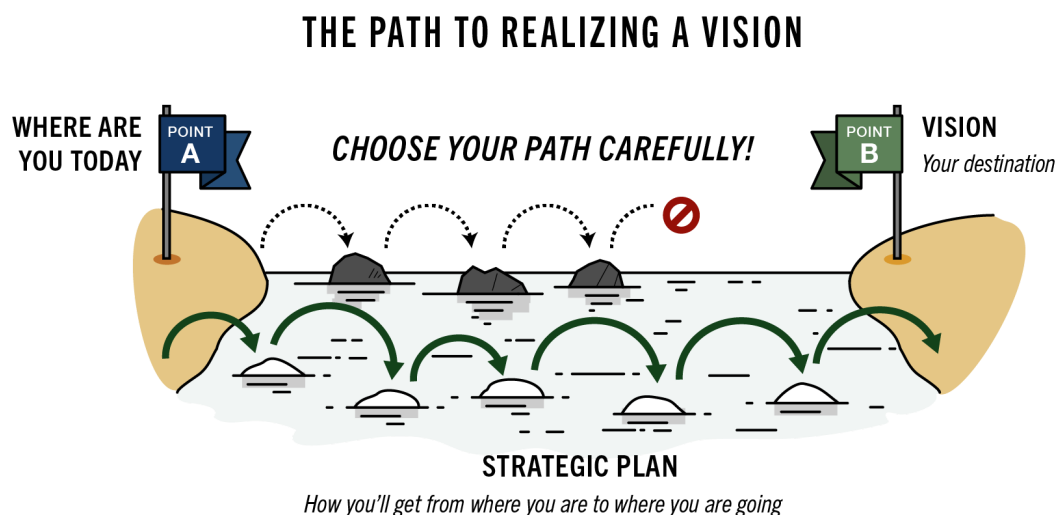 THE PATH TO REALIZING A VISION
WHERE ARE
YOU TODAY
POINT
A
CHOOSE YOUR PATH CAREFULLY!
POINT
B
VISION
Your destination
STRATEGIC PLAN
How you'll get from where you are to where you are going